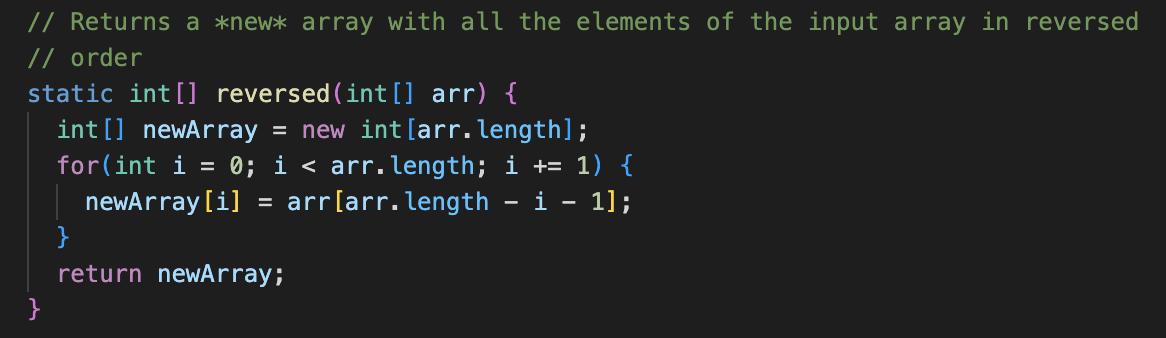 // Returns a *new* array with all the elements of the input array in reversed
// order
static int[] reversed(int[] arr) {
  int[] newArray = new int[arr.length];
  for(int i = 0; i < arr.length; i += 1) {
    newArray[i] = arr[arr.length - i - 1];
  }
  return newArray;
}